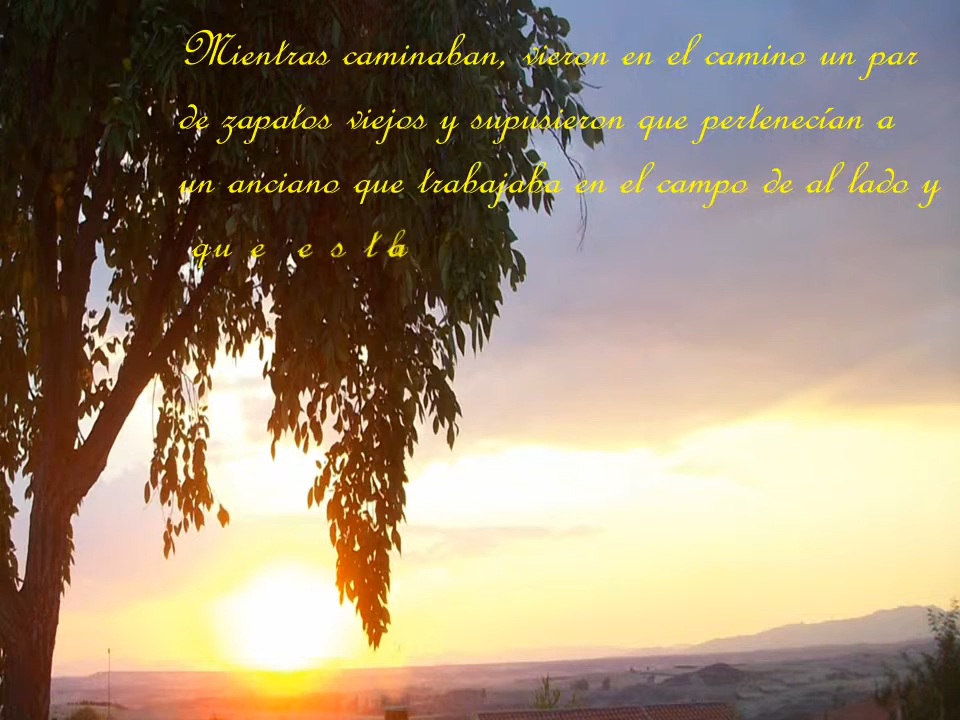 Mientras caminaban, vieron en el camino un par
de zapatos viejos y supusieron que pertenecían a
un anciano que trabajaba en el campo de al lado y
que